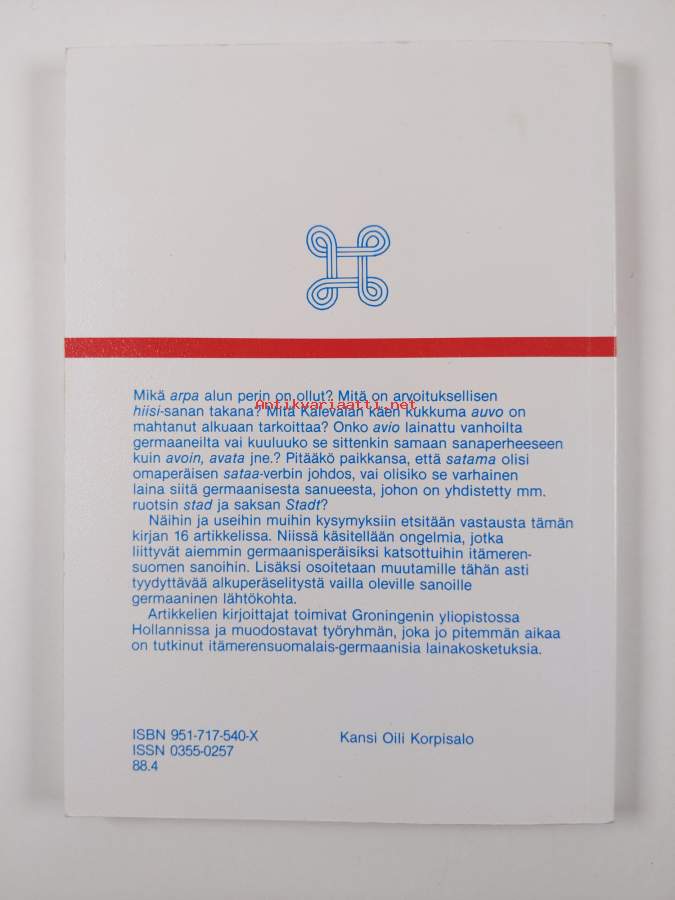 Mikä arpa alun perin on ollut? Mitä on arvoituksellisen
Antikvariaatti.net
hiisi-sanan takana? Mitä Kalevalan käen kukkuma auvo on
mahtanut alkuaan tarkoittaa? Onko avio lainattu vanhoilta
germaaneilta vai kuuluuko se sittenkin samaan sanaperheeseen
kuin avoin, avata jne.? Pitääkö paikkansa, että satama olisi
omaperäisen sataa-verbin johdos, vai olisiko se varhainen
laina siitä germaanisesta sanueesta, johon on yhdistetty mm.
ruotsin stad ja saksan Stadt?
Näihin ja useihin muihin kysymyksiin etsitään vastausta tämän
kirjan 16 artikkelissa. Niissä käsitellään ongelmia, jotka
liittyvät aiemmin germaanisperäisiksi katsottuihin itämeren-
suomen sanoihin. Lisäksi osoitetaan muutamille tähän asti
tyydyttävää alkuperäselitystä vailla oleville sanoille
germaaninen lähtökohta.
Artikkelien kirjoittajat toimivat Groningenin yliopistossa
Hollannissa ja muodostavat työryhmän, joka jo pitemmän aikaa
on tutkinut itämerensuomalais-germaanisia lainakosketuksia.
ISBN 951-717-540-X
Kansi Oili Korpisalo
ISSN 0355-0257
88.4